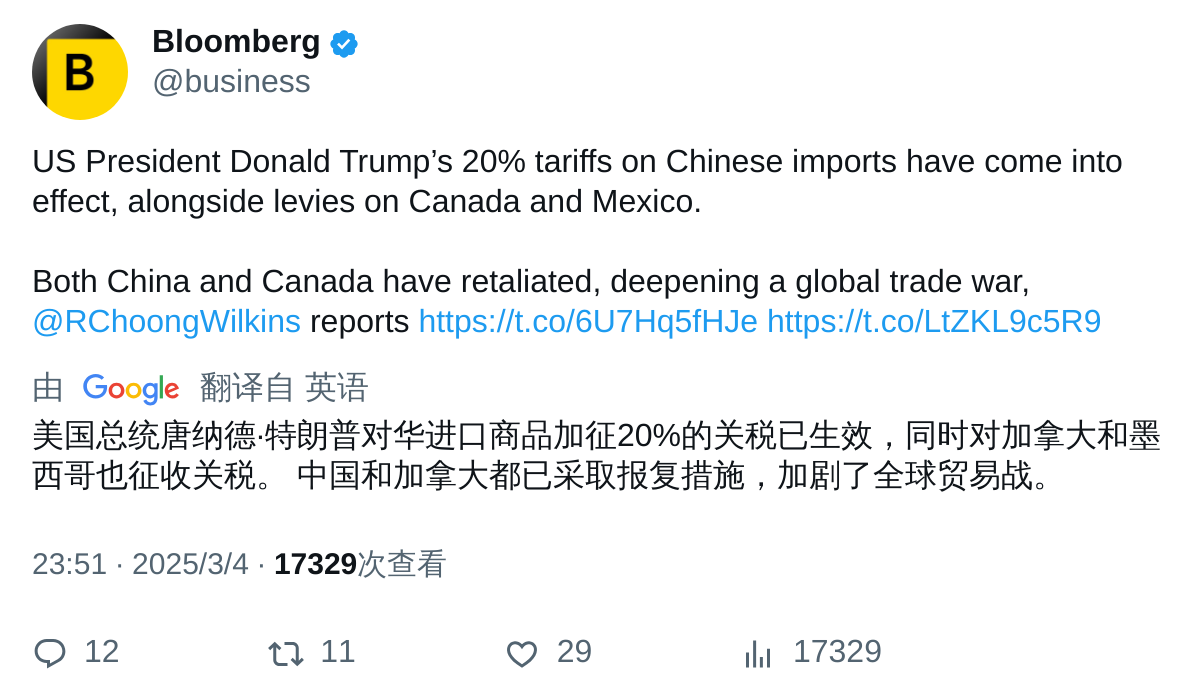 B
Bloomberg
@business
US President Donald Trump’s 20% tariffs on Chinese imports have come into
effect, alongside levies on Canada and Mexico.
Both China and Canada have retaliated, deepening a global trade war,
@RChoongWilkins reports https://t.co/6U7Hq5fHJe https://t.co/LtZKL9c5R9
由 Google 翻译自 英语
美国总统唐纳德·特朗普对华进口商品加征20%的关税已生效，同时对加拿大和墨
西哥也征收关税。 中国和加拿大都已采取报复措施，加剧了全球贸易战。
23:51 · 2025/3/4 · 17329次查看
12 11 29 17329